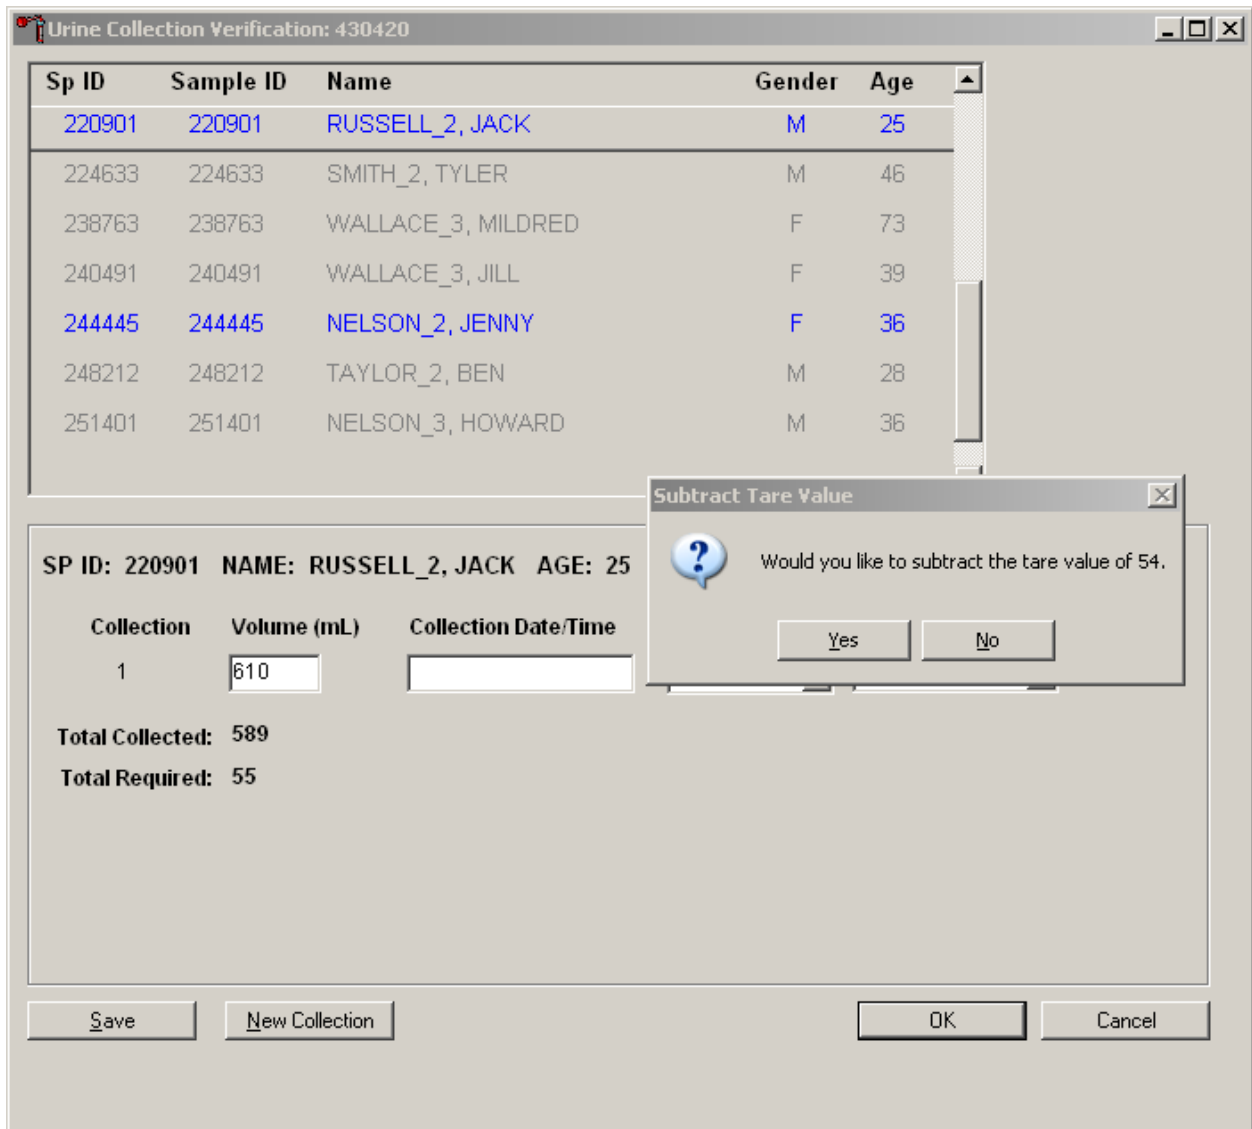 Urine Collection Verification: 430420
Sp ID Sample ID Name Gender Age
220901 220901 RUSSELL_2, JACK M 25
224633 224633 SMITH_2, TYLER M 46
238763 238763 WALLACE_3, MILDRED F 73
240491 240491 WALLACE_3, JILL F 39
244445 244445 NELSON_2, JENNY F 36
248212 248212 TAYLOR_2, BEN M 28
251401 251401 NELSON_3, HOWARD M 36
Subtract Tare Value
Would you like to subtract the tare value of 54.
Yes No
SP ID: 220901 NAME: RUSSELL_2, JACK AGE: 25
Collection Volume (mL) Collection Date/Time
1 610
Total Collected: 589
Total Required: 55
Save New Collection OK Cancel